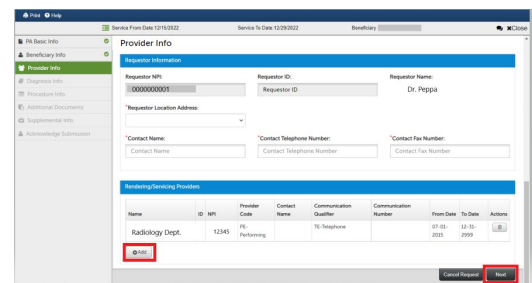 Print Help
Service From Date:12/15/2022 Service To Date:12/29/2022 Beneficiary Close
PA Basic Info
Beneficiary Info
Provider Info
Diagnosis Info
Procedure Info
Additional Documents
Supplemental Info
Acknowledge Submission
Provider Info
Requestor Information
Requestor NPI: Requestor ID: Requestor Name:
0000000001 Requestor ID Dr. Peppa
*Requestor Location Address:
*Contact Name: *Contact Telephone Number: *Contact Fax Number:
Contact Name Contact Telephone Number Contact Fax Number
Rendering/Servicing Providers
Name ID NPI Provider Code Contact Name Communication Qualifier Communication Number From Date To Date Actions
Radiology Dept. 12345 PE-Performing TE-Telephone 07-01-2015 12-31-2999
Add
Cancel Request Next